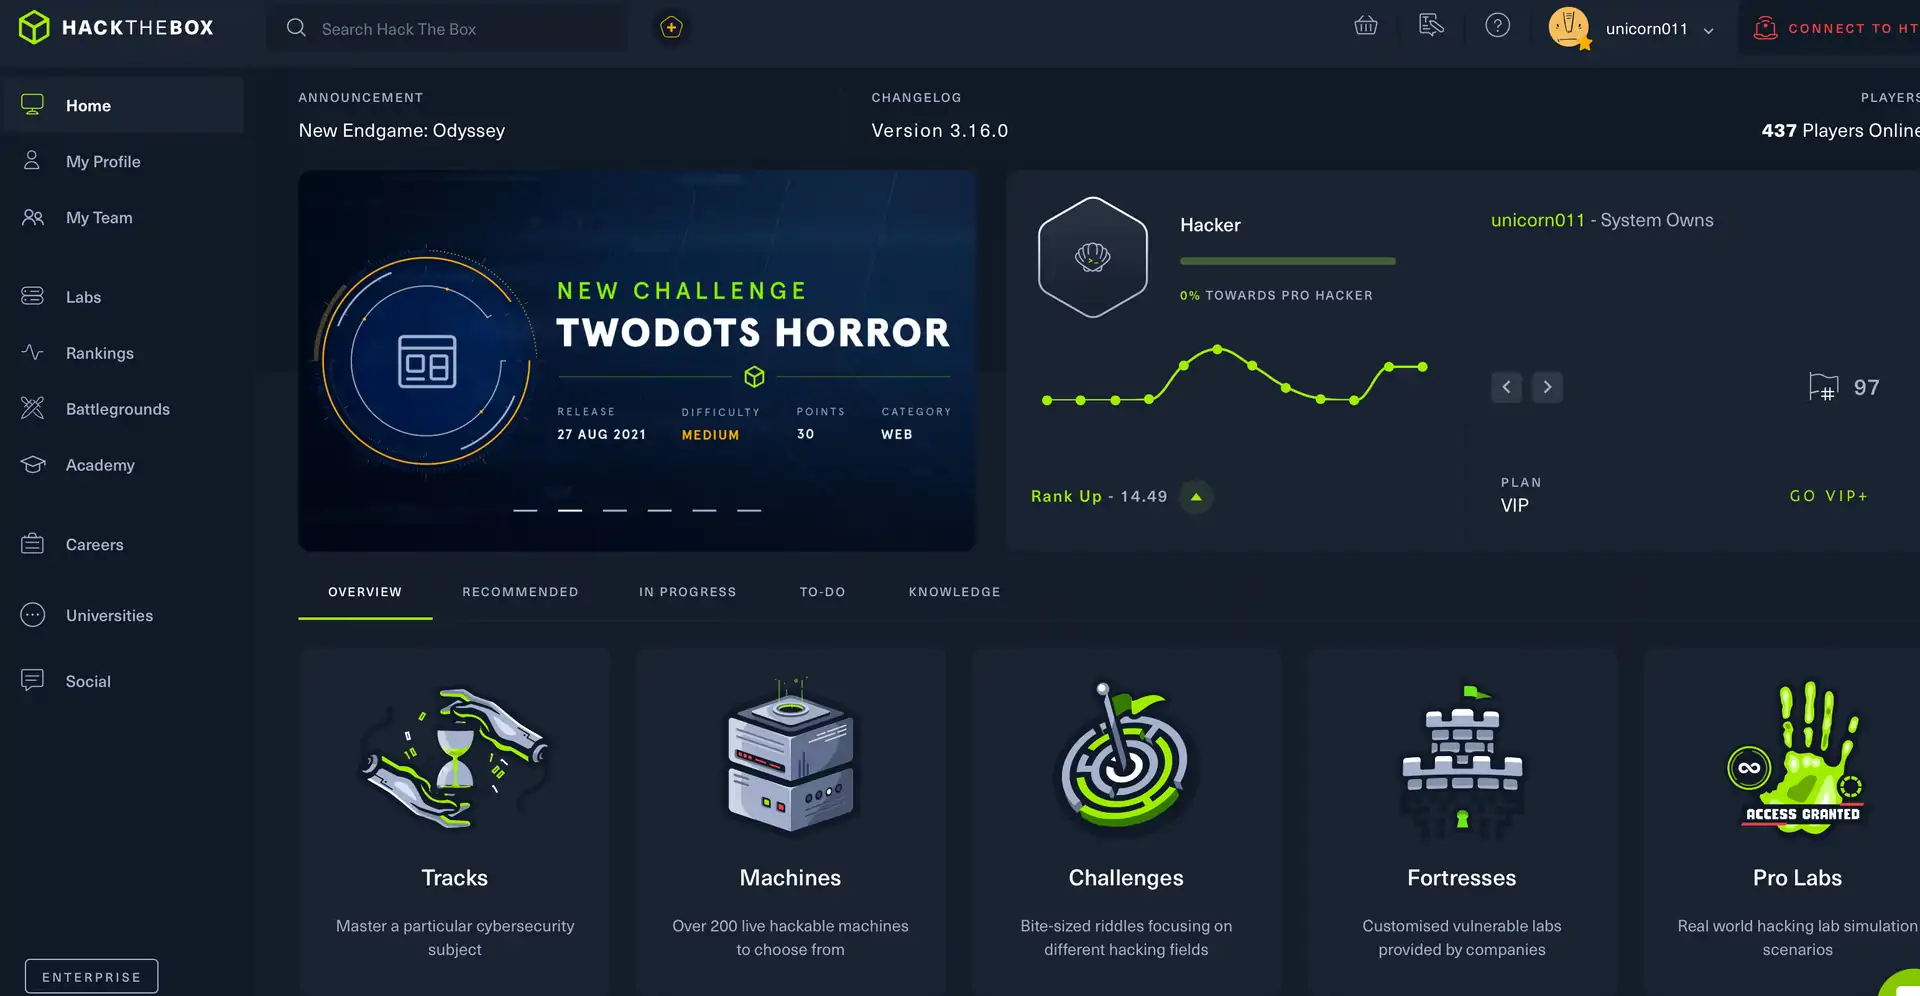 HACKTHEBOX
Search Hack The Box
unicorn011
CONNECT TO HT
Home
My Profile
My Team
Labs
Rankings
Battlegrounds
Academy
Careers
Universities
Social
ENTERPRISE
ANNOUNCEMENT
New Endgame: Odyssey
CHANGELOG
Version 3.16.0
PLAYERS
437 Players Online
NEW CHALLENGE
TWODOTS HORROR
RELEASE DIFFICULTY POINTS CATEGORY
27 AUG 2021 MEDIUM 30 WEB
Hacker
0% TOWARDS PRO HACKER
Rank Up - 14.49
unicorn011 - System Owns
# 97
PLAN
VIP
GO VIP+
OVERVIEW RECOMMENDED IN PROGRESS TO-DO KNOWLEDGE
Tracks
Master a particular cybersecurity
subject
Machines
Over 200 live hackable machines
to choose from
Challenges
Bite-sized riddles focusing on
different hacking fields
Fortresses
Customised vulnerable labs
provided by companies
ACCESS GRANTED
Pro Labs
Real world hacking lab simulation
scenarios